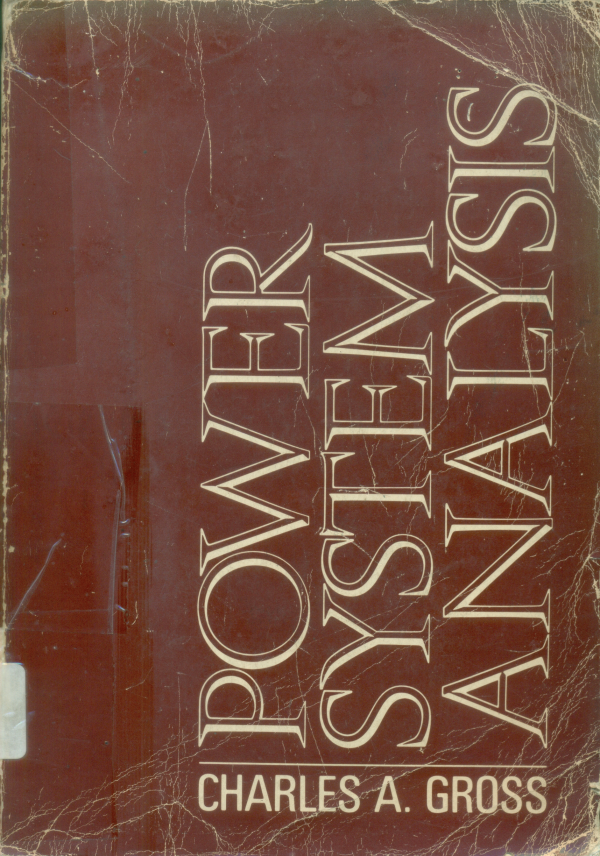 POWER
SYSTEM
ANALYSIS
CHARLES A. GROSS